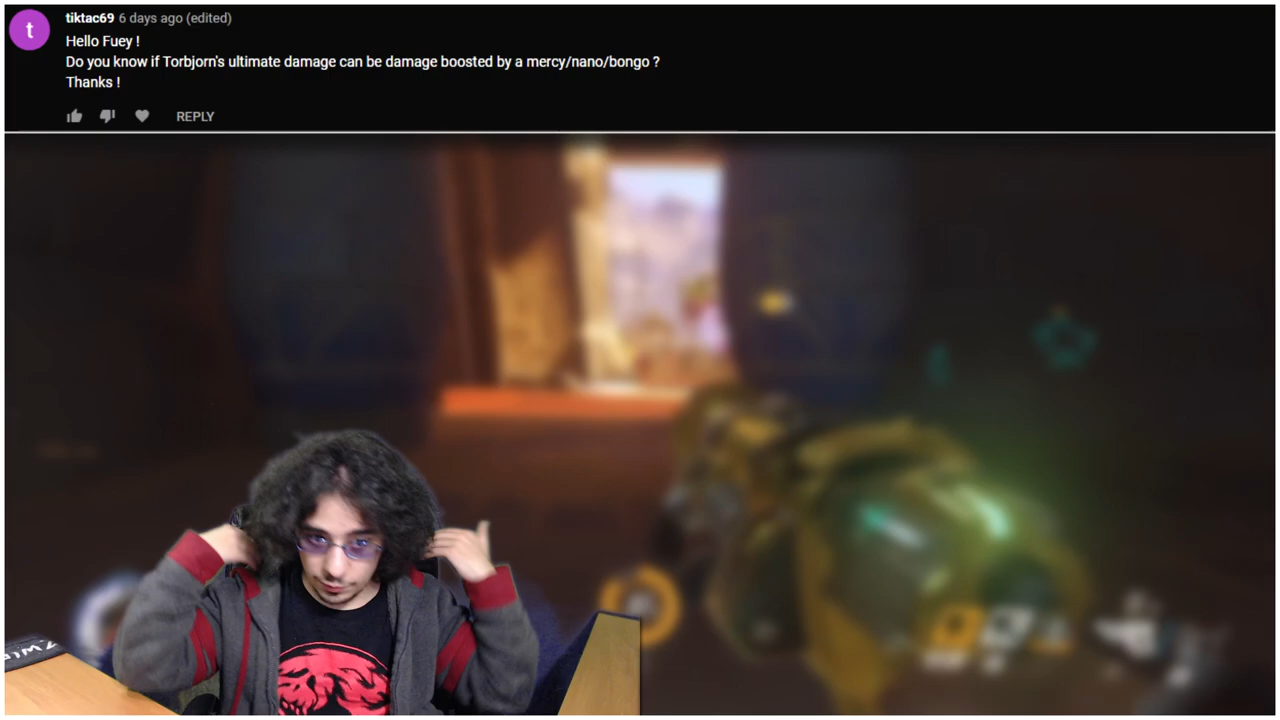 t
tiktac69 6 days ago (edited)
Hello Fuey !
Do you know if Torbjorn's ultimate damage can be damage boosted by a mercy/nano/bongo ?
Thanks !
REPLY